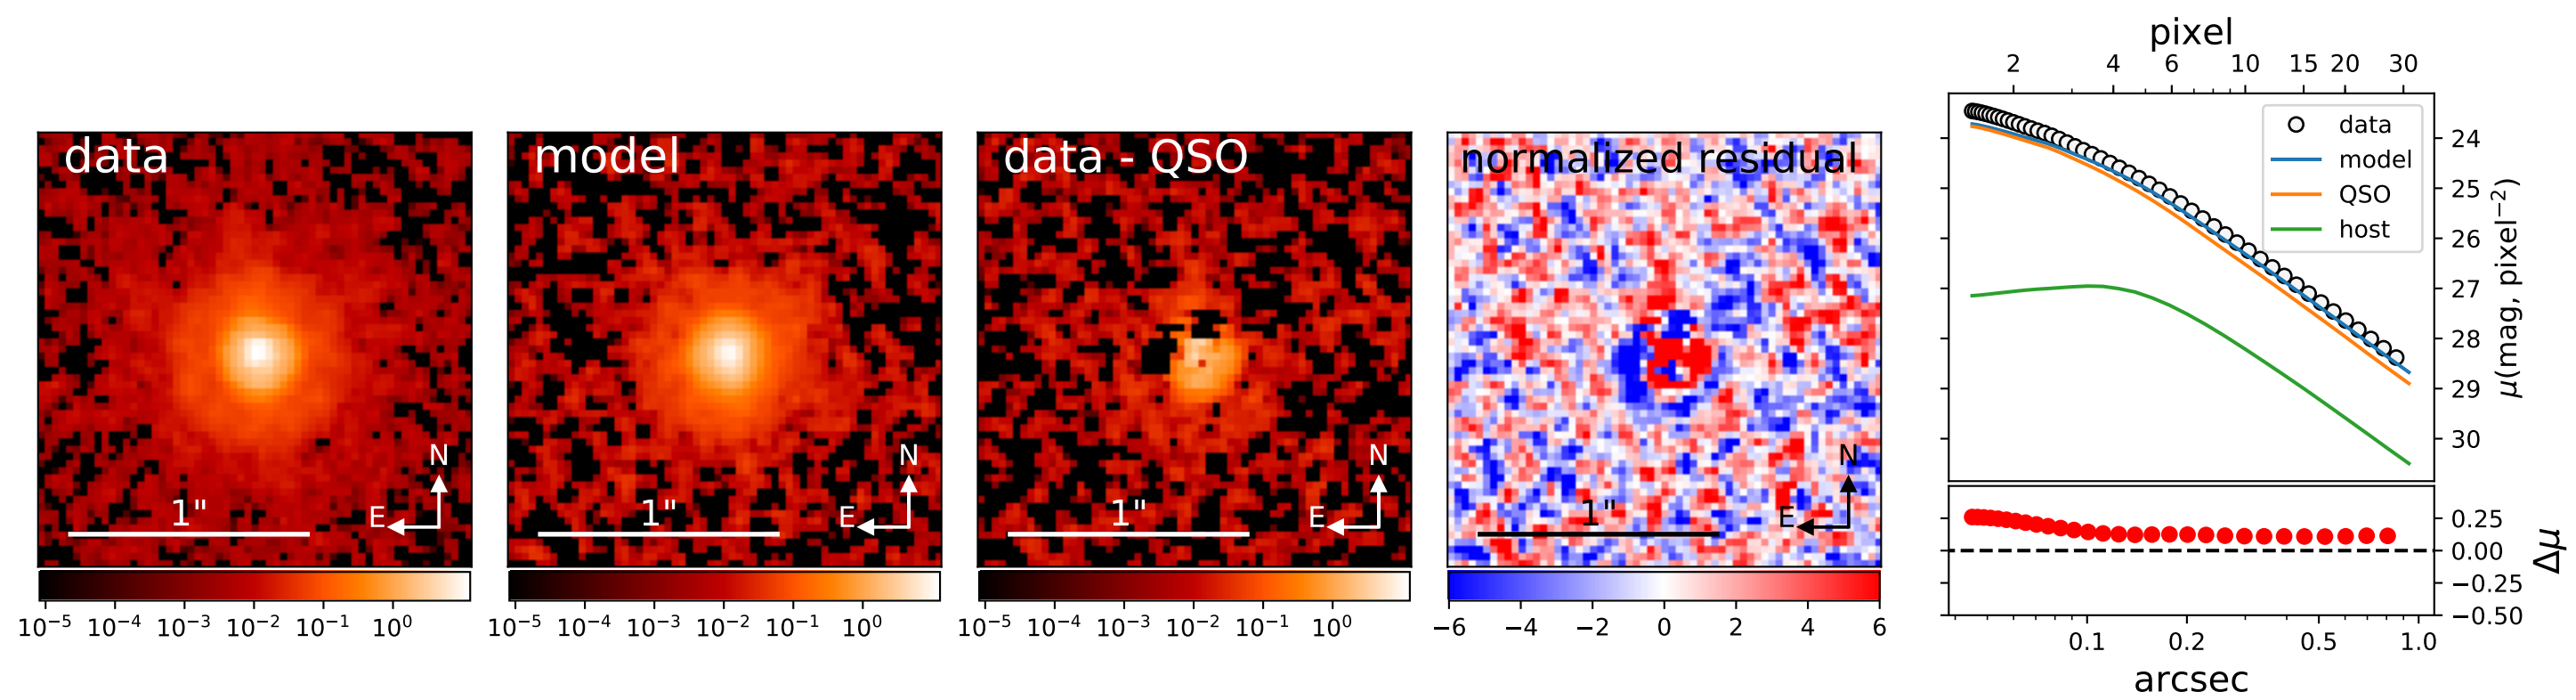 data
N
E
1"
10⁻⁵ 10⁻⁴ 10⁻³ 10⁻² 10⁻¹ 10⁰
model
N
E
1"
10⁻⁵ 10⁻⁴ 10⁻³ 10⁻² 10⁻¹ 10⁰
data - QSO
N
E
1"
10⁻⁵ 10⁻⁴ 10⁻³ 10⁻² 10⁻¹ 10⁰
normalized residual
N
E
1"
−6 −4 −2 0 2 4 6
pixel
2 4 6 10 15 20 30
data
model
QSO
host
24
25
26
27
28
29
30
μ(mag, pixel⁻²)
0.25
0.00
−0.25
−0.50
Δμ
0.1 0.2 0.5 1.0
arcsec